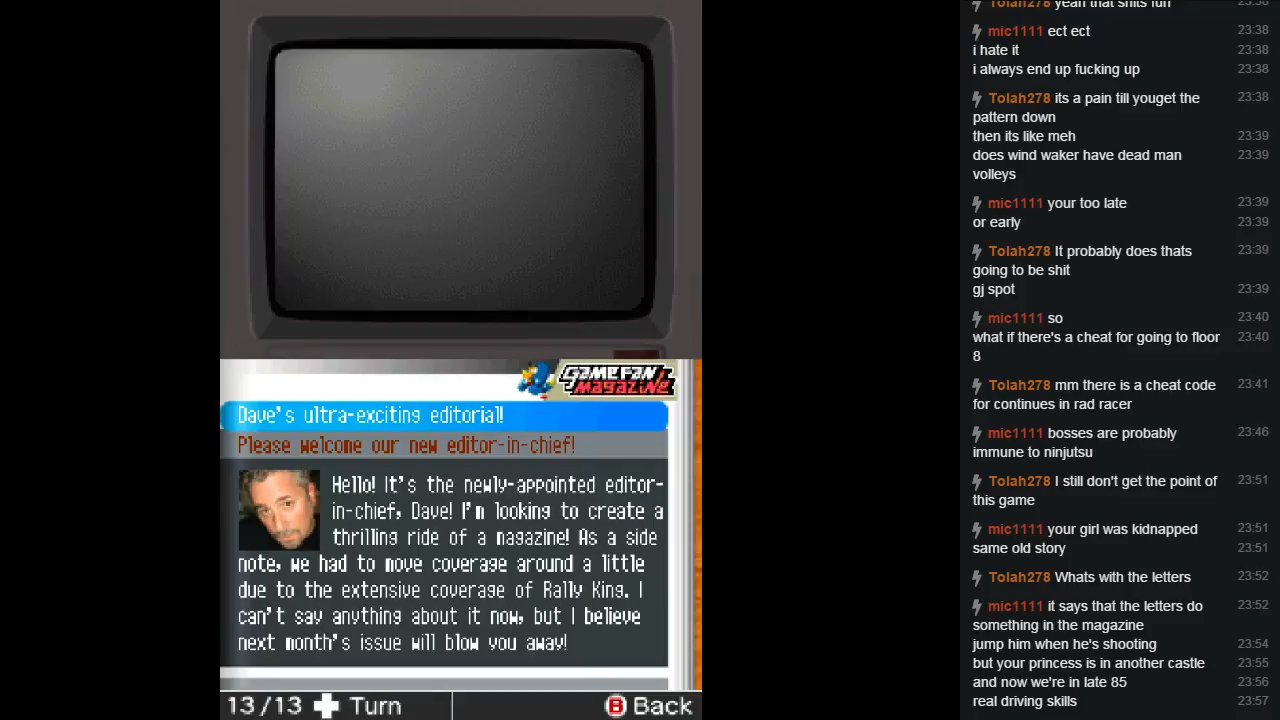 GAMEFAN
MAGAZINE
Dave's ultra-exciting editorial!
Please welcome our new editor-in-chief!
Hello! It's the newly-appointed editor-
in-chief, Dave! I'm looking to create a
thrilling ride of a magazine! As a side
note, we had to move coverage around a little
due to the extensive coverage of Rally King. I
can't say anything about it now, but I believe
next month's issue will blow you away!
13/13 Turn
B Back
Tolah278 yeah that shits fun 23:38
mic1111 ect ect 23:38
i hate it 23:38
i always end up fucking up 23:38
Tolah278 its a pain till youget the 23:38
pattern down
then its like meh 23:39
does wind waker have dead man 23:39
volleys
mic1111 your too late 23:39
or early 23:39
Tolah278 It probably does thats 23:39
going to be shit
gj spot 23:39
mic1111 so 23:40
what if there's a cheat for going to floor 23:40
8
Tolah278 mm there is a cheat code 23:41
for continues in rad racer
mic1111 bosses are probably 23:46
immune to ninjutsu
Tolah278 I still don't get the point of 23:51
this game
mic1111 your girl was kidnapped 23:51
same old story 23:51
Tolah278 Whats with the letters 23:52
mic1111 it says that the letters do 23:52
something in the magazine
jump him when he's shooting 23:54
but your princess is in another castle 23:55
and now we're in late 85 23:56
real driving skills 23:57